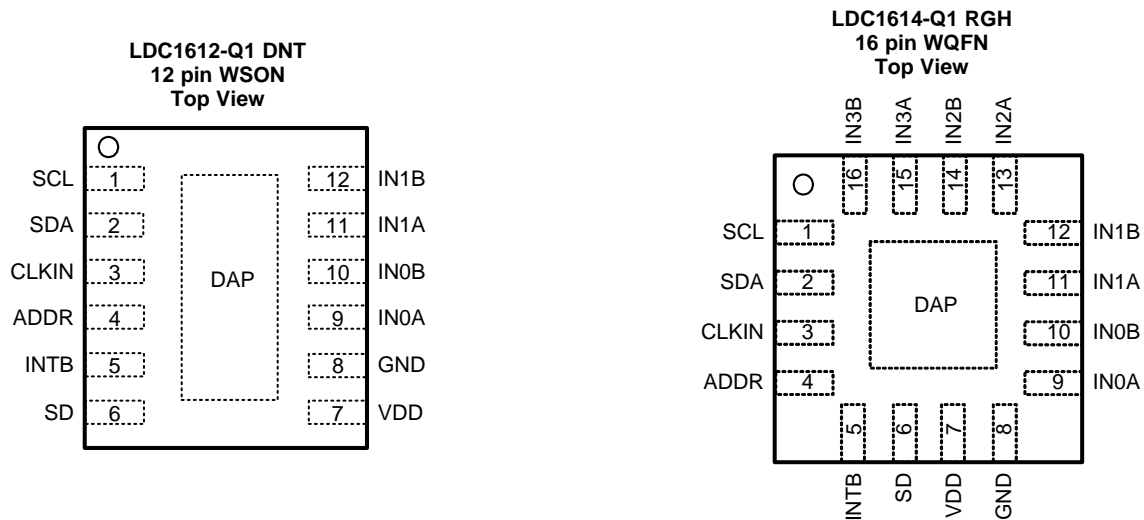 LDC1612-Q1 DNT
12 pin WSON
Top View
SCL 1 12 IN1B
SDA 2 11 IN1A
CLKIN 3 DAP 10 IN0B
ADDR 4 9 IN0A
INTB 5 8 GND
SD 6 7 VDD
LDC1614-Q1 RGH
16 pin WQFN
Top View
IN3B IN3A IN2B IN2A
16 15 14 13
SCL 1 12 IN1B
SDA 2 11 IN1A
DAP
CLKIN 3 10 IN0B
ADDR 4 9 IN0A
5 6 7 8
INTB SD VDD GND